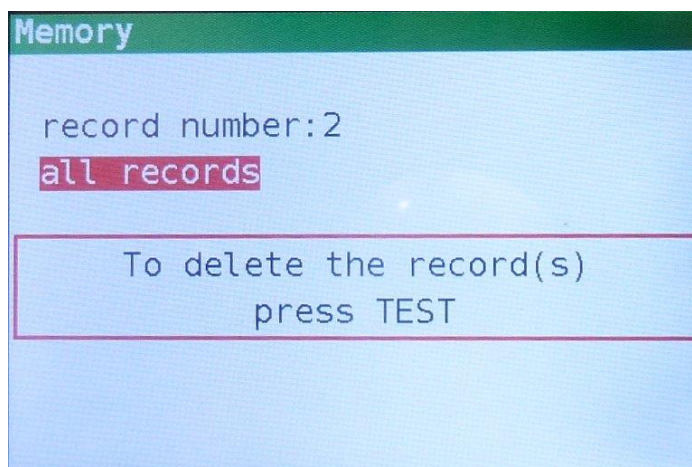 Memory
record number:2
all records
To delete the record(s)
press TEST